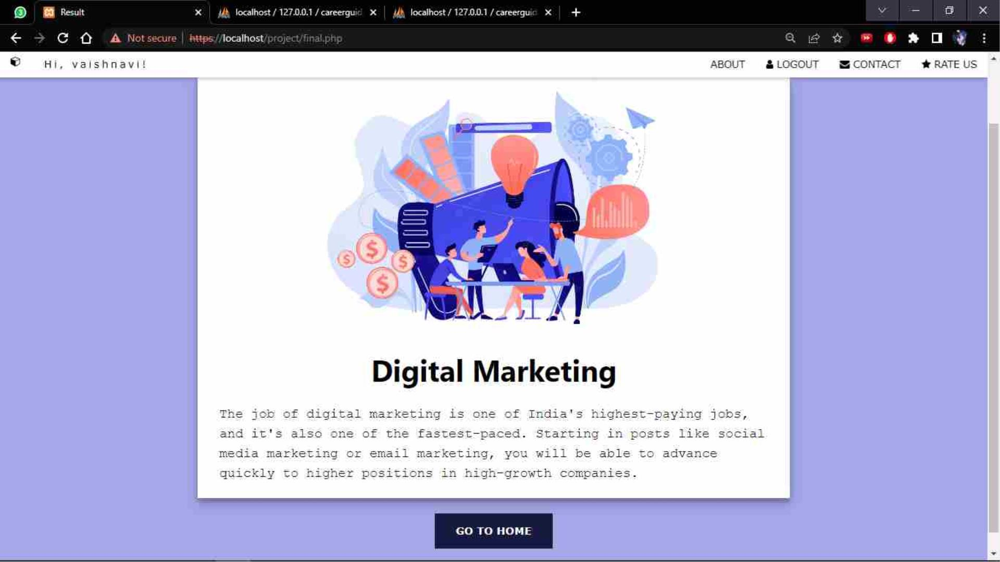 3
Result
localhost / 127.0.0.1 / careerguid
localhost / 127.0.0.1 / careerguid
Not secure
https://localhost/project/final.php
Hi, vaishnavi!
ABOUT
LOGOUT
CONTACT
RATE US
$
$
$
$
Digital Marketing
The job of digital marketing is one of India's highest-paying jobs,
and it's also one of the fastest-paced. Starting in posts like social
media marketing or email marketing, you will be able to advance
quickly to higher positions in high-growth companies.
GO TO HOME